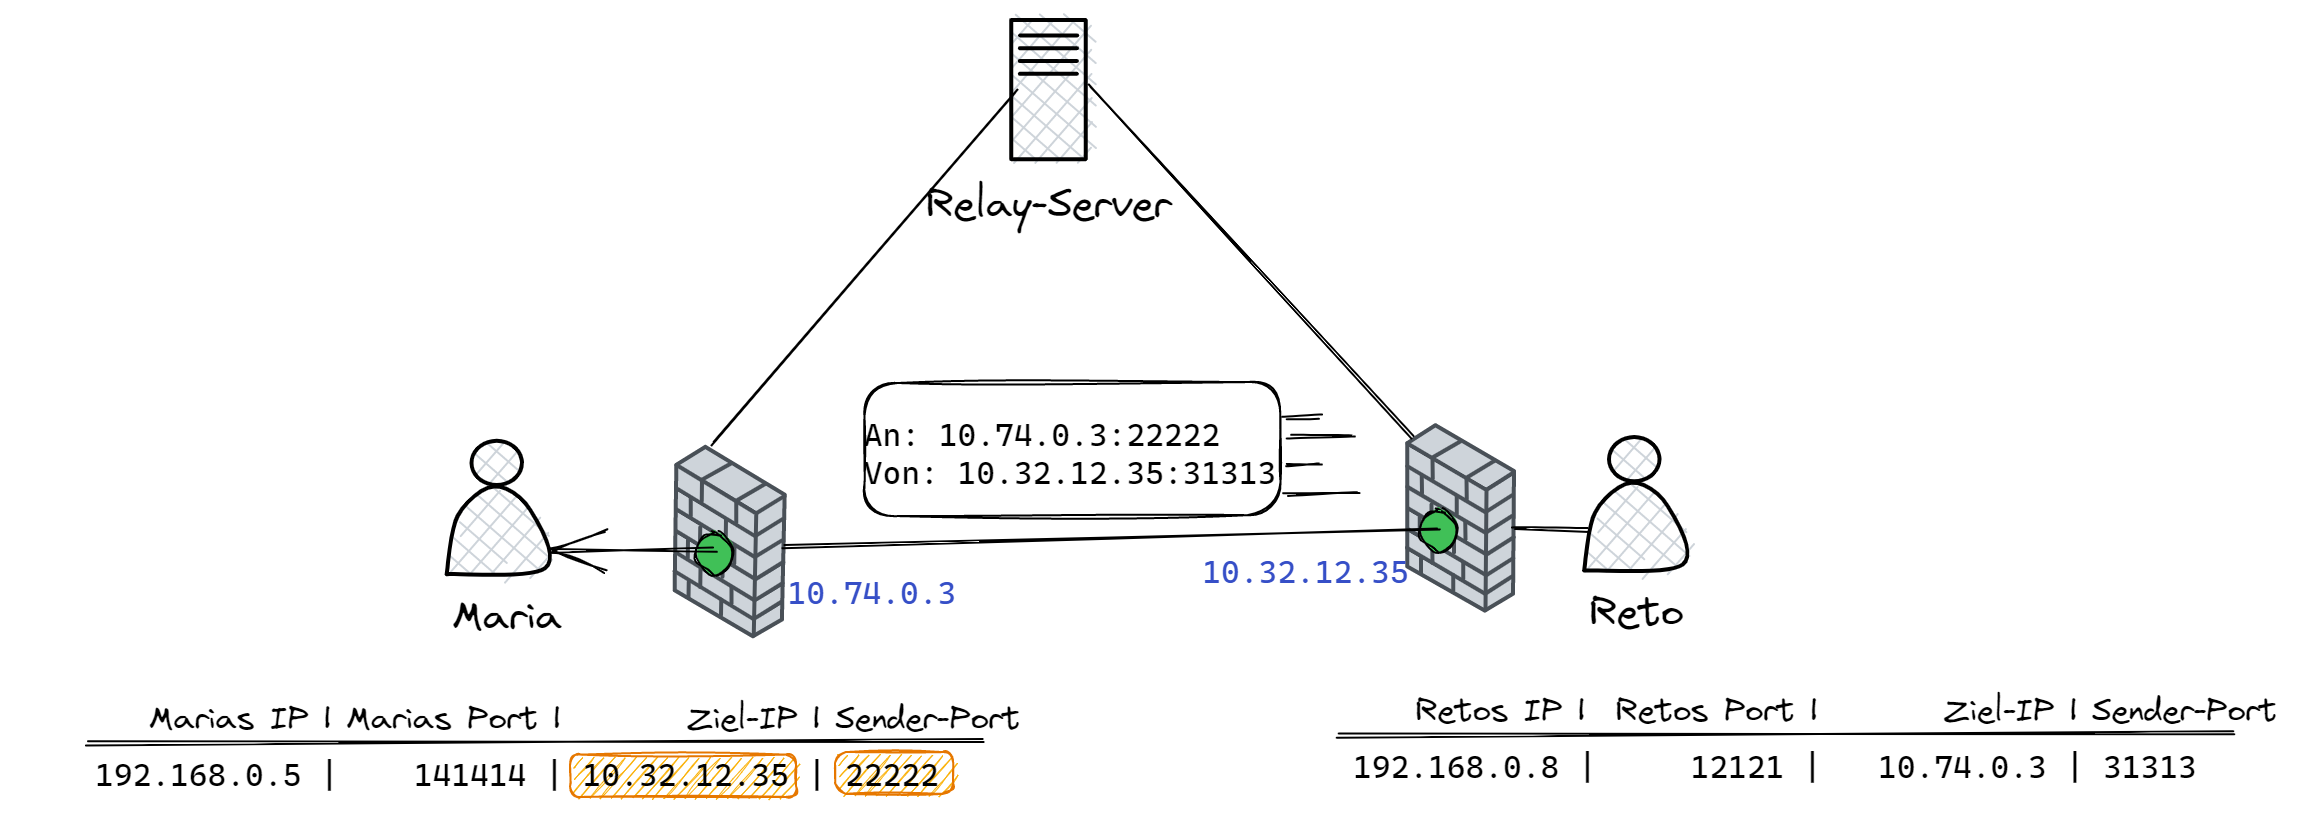 Relay-Server
An: 10.74.0.3:22222
Von: 10.32.12.35:31313
10.74.0.3
10.32.12.35
Maria
Reto
Marias IP | Marias Port | Ziel-IP | Sender-Port
192.168.0.5 | 141414 | 10.32.12.35 | 22222
Retos IP | Retos Port | Ziel-IP | Sender-Port
192.168.0.8 | 12121 | 10.74.0.3 | 31313